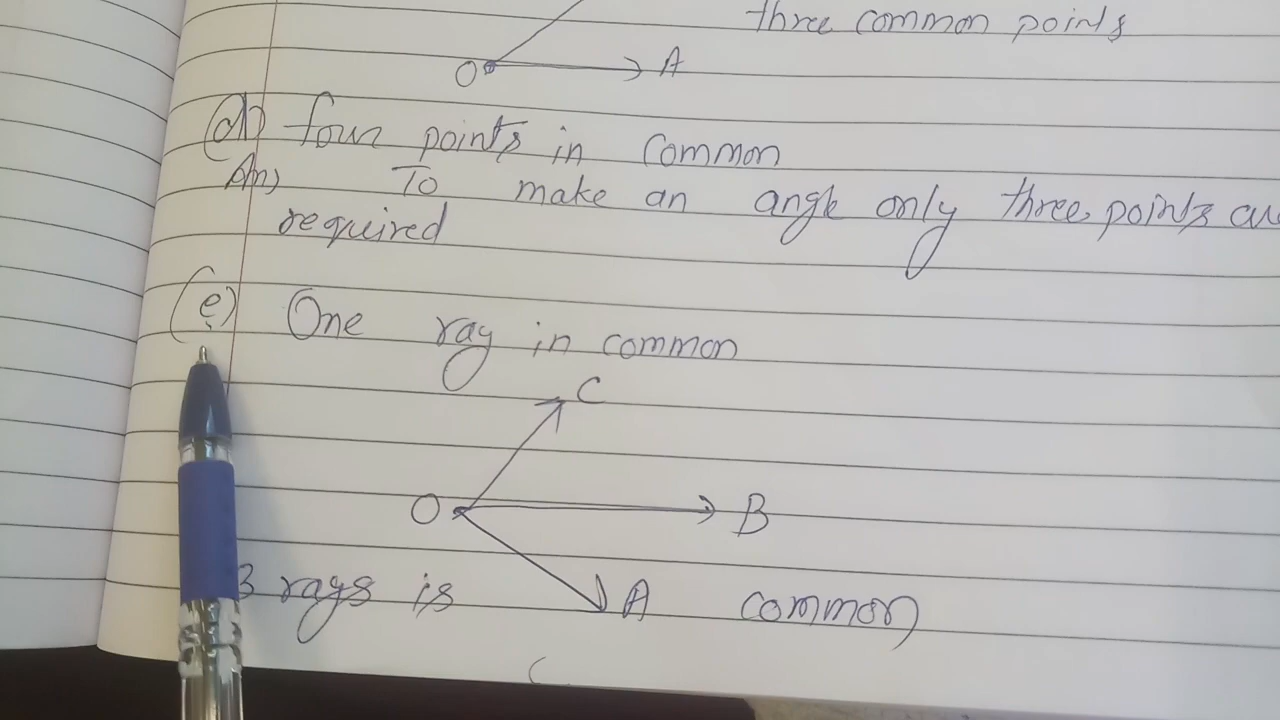 three common points
O A
(d) four points in common
Ans To make an angle only three points are
required
(e) One ray in common
C
O B
rays is A common